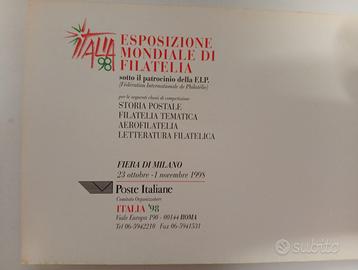 ITALIA
98
ESPOSIZIONE
MONDIALE DI
FILATELIA
sotto il patrocinio della F.I.P.
(Fédération Internationale de Philatélie)
per le seguenti classi di competizione
STORIA POSTALE
FILATELIA TEMATICA
AEROFILATELIA
LETTERATURA FILATELICA
FIERA DI MILANO
23 ottobre - 1 novembre 1998
Poste Italiane
Comitato Organizzatore
ITALIA '98
Viale Europa 190 - 00144 ROMA
Tel 06-5942210 Fax 06-5941531
subito